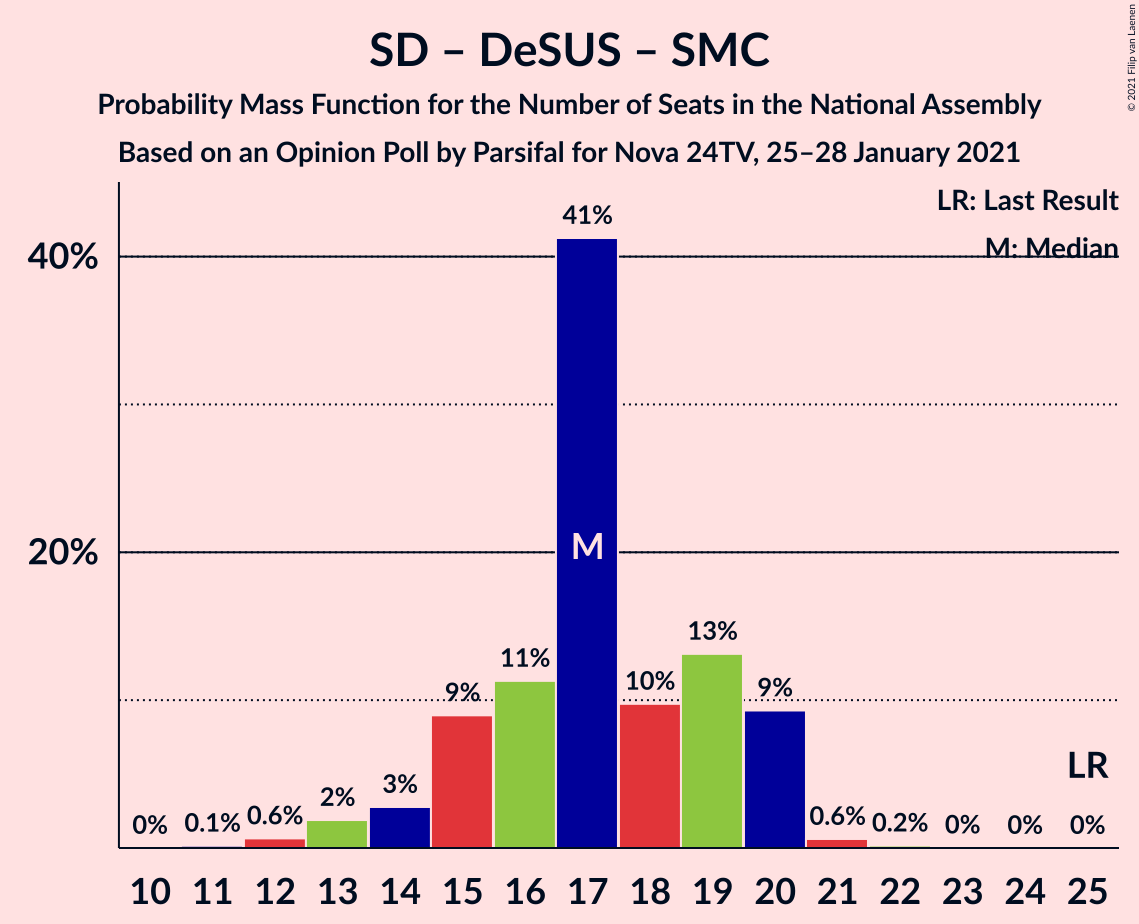 SD – DeSUS – SMC
Probability Mass Function for the Number of Seats in the National Assembly
Based on an Opinion Poll by Parsifal for Nova 24TV, 25–28 January 2021
© 2021 Filip van Laenen
LR: Last Result
M: Median
40%
20%
0% 0.1% 0.6% 2% 3% 9% 11% 41% 10% 13% 9% 0.6% 0.2% 0% 0% 0%
M
LR
10 11 12 13 14 15 16 17 18 19 20 21 22 23 24 25